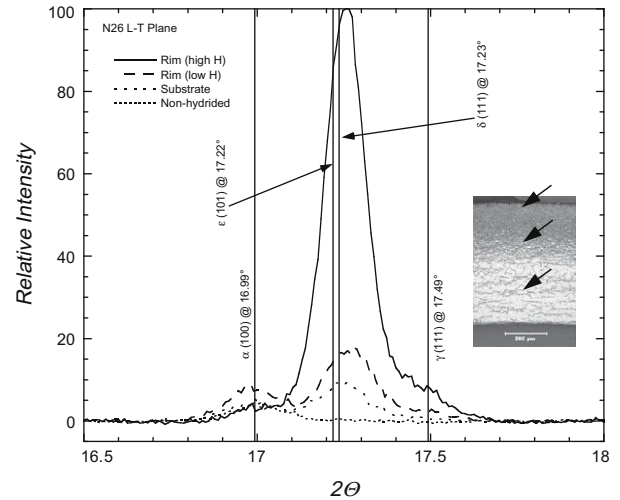 100
N26 L-T Plane
Rim (high H)
Rim (low H)
Substrate
Non-hydrided
80
60
40
20
0
Relative Intensity
ε (101) @ 17.22°
δ (111) @ 17.23°
α (100) @ 16.99°
γ (111) @ 17.49°
16.5
17
17.5
18
2Θ